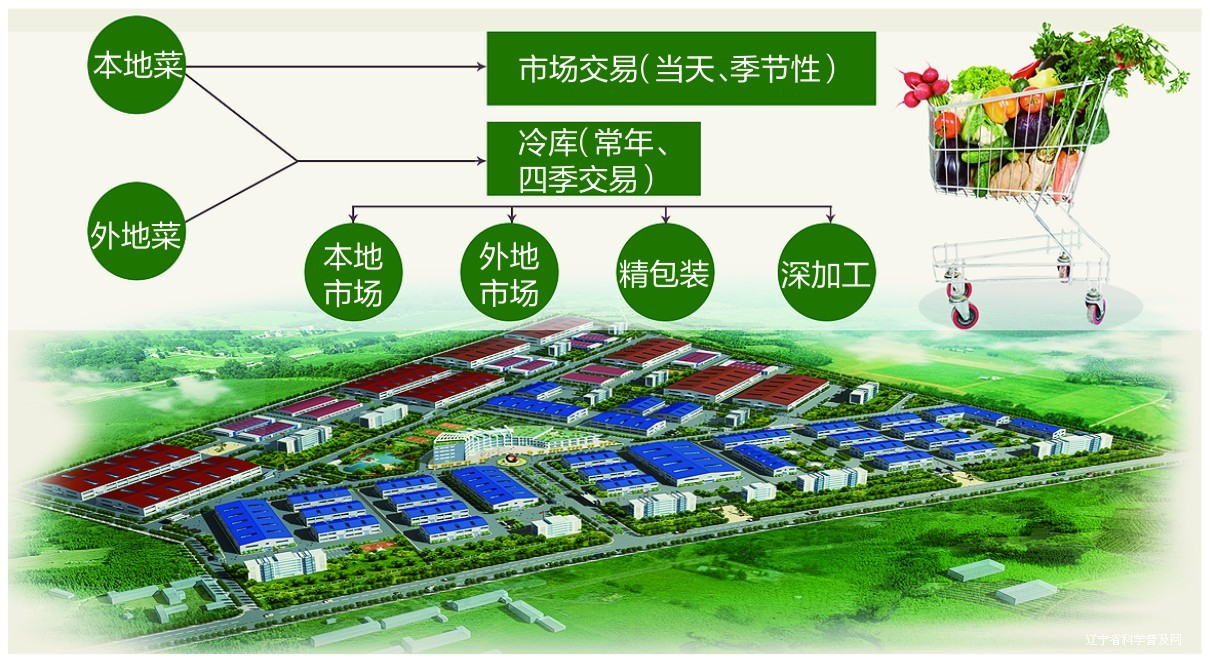 本地菜
市场交易(当天、季节性)
冷库(常年、
四季交易)
外地菜
本地
市场
外地
市场
精包装
深加工
辽宁省科学普及网